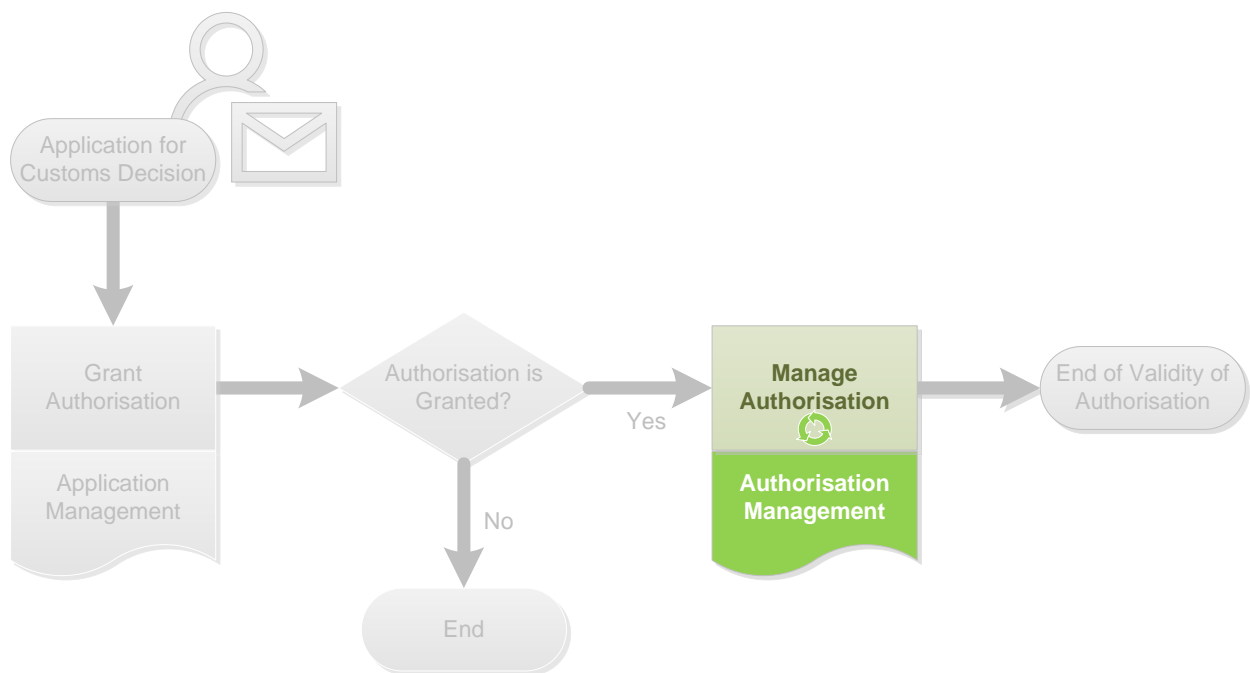 Application for
Customs Decision
Grant
Authorisation
Application
Management
Authorisation is
Granted?
Yes
No
End
Manage
Authorisation
Authorisation
Management
End of Validity of
Authorisation